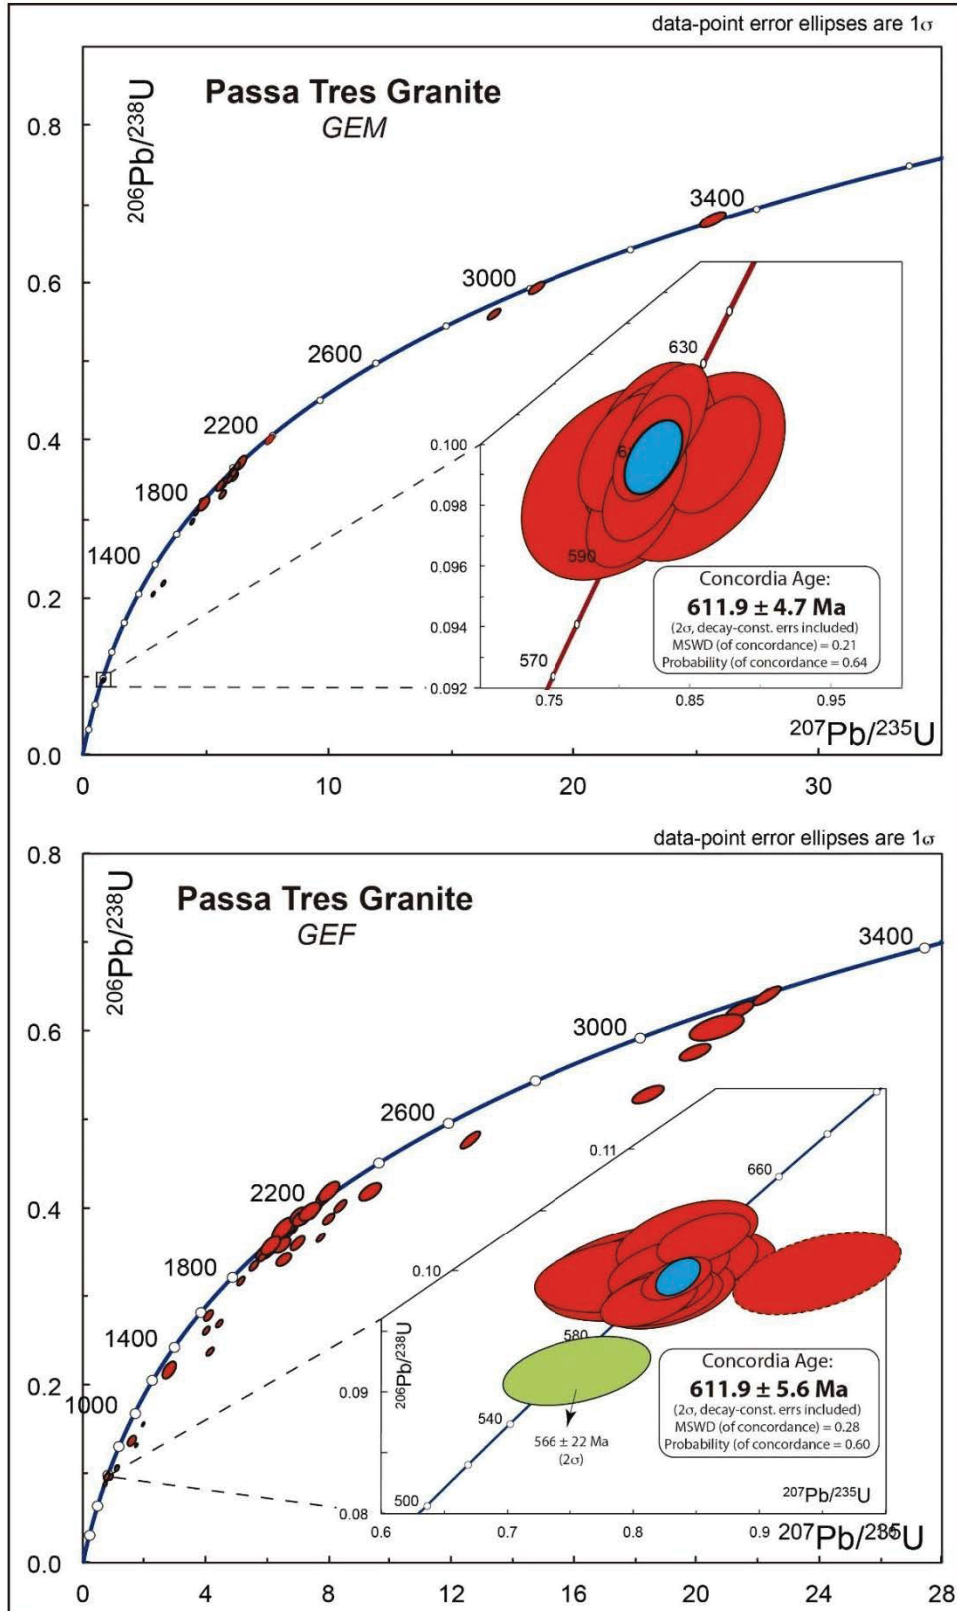 data-point error ellipses are 1σ
Passa Tres Granite
GEM
206Pb/238U
0.8
0.6
0.4
0.2
0.0
3400
3000
2600
2200
1800
1400
630
6
590
570
0.100
0.098
0.096
0.094
0.092
Concordia Age:
611.9 ± 4.7 Ma
(2σ, decay-const. errs included)
MSWD (of concordance) = 0.21
Probability (of concordance = 0.64
0.75
0.85
0.95
207Pb/235U
0
10
20
30
data-point error ellipses are 1σ
Passa Tres Granite
GEF
206Pb/238U
0.8
0.6
0.4
0.2
0.0
3400
3000
2600
2200
1800
1400
1000
0.11
0.10
0.09
0.08
206Pb/238U
660
580
540
500
566 ± 22 Ma
(2σ)
Concordia Age:
611.9 ± 5.6 Ma
(2σ, decay-const. errs included)
MSWD (of concordance) = 0.28
Probability (of concordance = 0.60
207Pb/235U
0.6
0.7
0.8
0.9
207Pb/235U
0
4
8
12
16
20
24
28